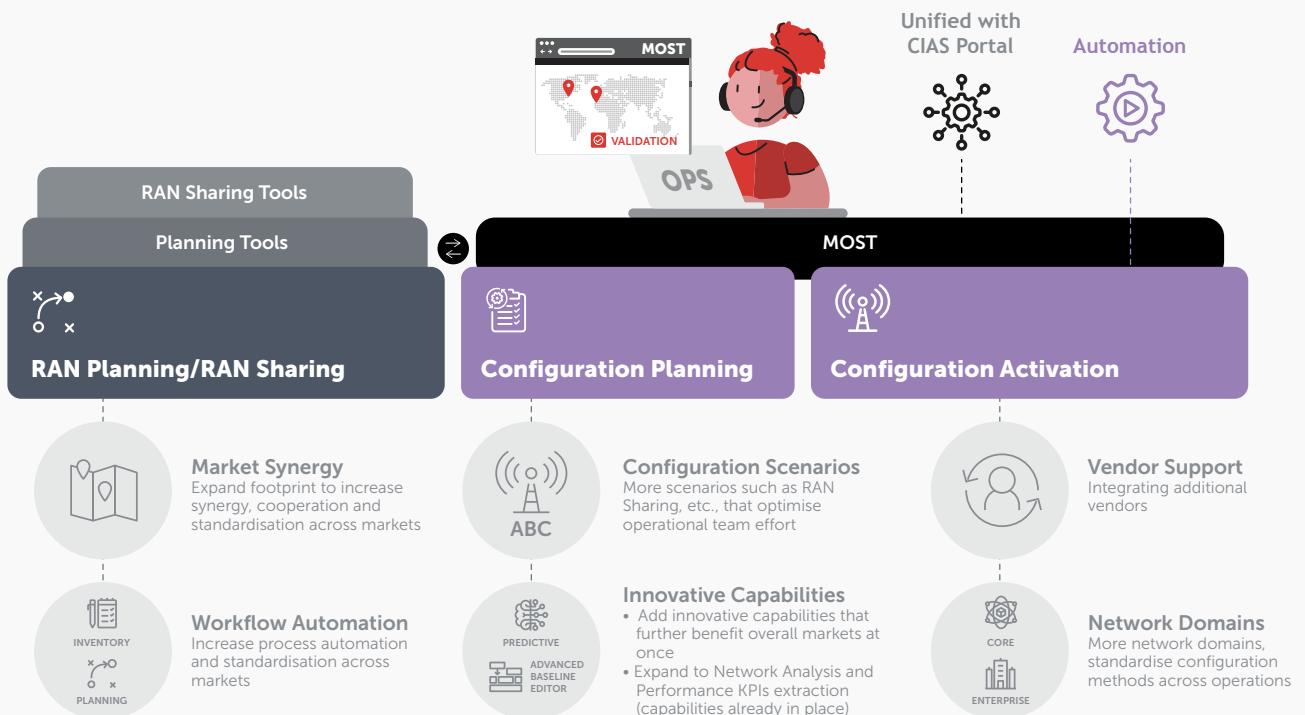 Unified with
CIAS Portal
Automation
MOST
VALIDATION
OPS
RAN Sharing Tools
Planning Tools
MOST
RAN Planning/RAN Sharing
Configuration Planning
Configuration Activation
Market Synergy
Expand footprint to increase
synergy, cooperation and
standardisation across markets
ABC
Configuration Scenarios
More scenarios such as RAN
Sharing, etc., that optimise
operational team effort
Vendor Support
Integrating additional
vendors
INVENTORY
PLANNING
Workflow Automation
Increase process automation
and standardisation across
markets
PREDICTIVE
ADVANCED
BASELINE
EDITOR
Innovative Capabilities
• Add innovative capabilities that
further benefit overall markets at
once
• Expand to Network Analysis and
Performance KPIs extraction
(capabilities already in place)
CORE
ENTERPRISE
Network Domains
More network domains,
standardise configuration
methods across operations